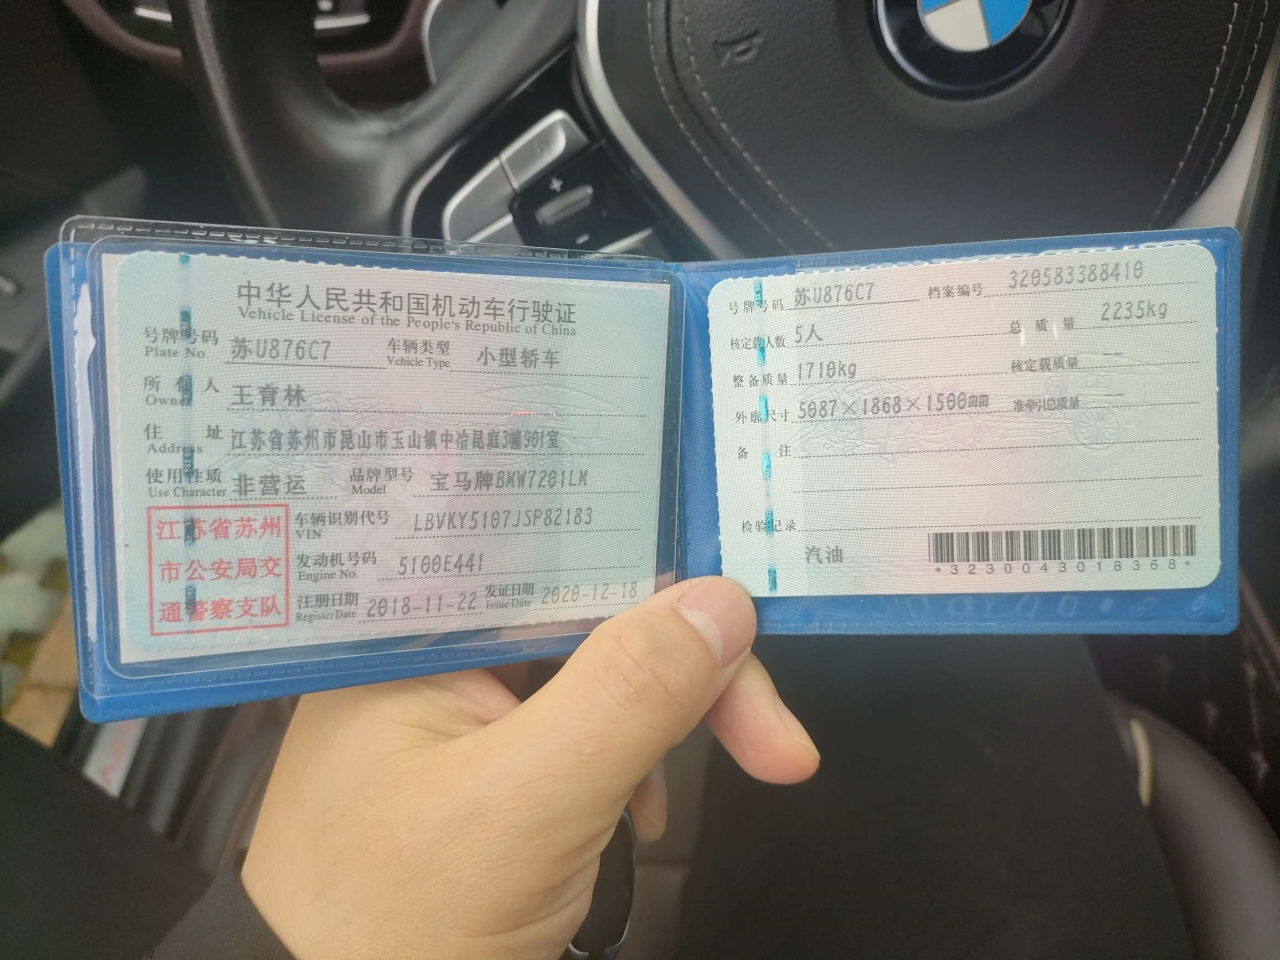 中华人民共和国机动车行驶证
Vehicle License of the People's Republic of China
号牌号码 Plate No. 苏U876C7 车辆类型 Vehicle Type 小型轿车
所有人 Owner 王育林
住址 Address 江苏省苏州市昆山市玉山镇中冶昆庭3幢901室
使用性质 Use Character 非营运 品牌型号 Model 宝马牌BMW7201LM
江苏省苏州
市公安局交
通警察支队
车辆识别代号 VIN LBVKY5107JSP82183
发动机号码 Engine No. 5100E441
注册日期 Register Date 2018-11-22 发证日期 Issue Date 2020-12-18
号牌号码 苏U876C7 档案编号 320583388410
核定载人数 5人 总质量 2235kg
整备质量 1710kg 核定载质量 --
外廓尺寸 5087×1868×1500mm 准牵引总质量 --
备注
检验记录
汽油
*3230043018368*
+
-